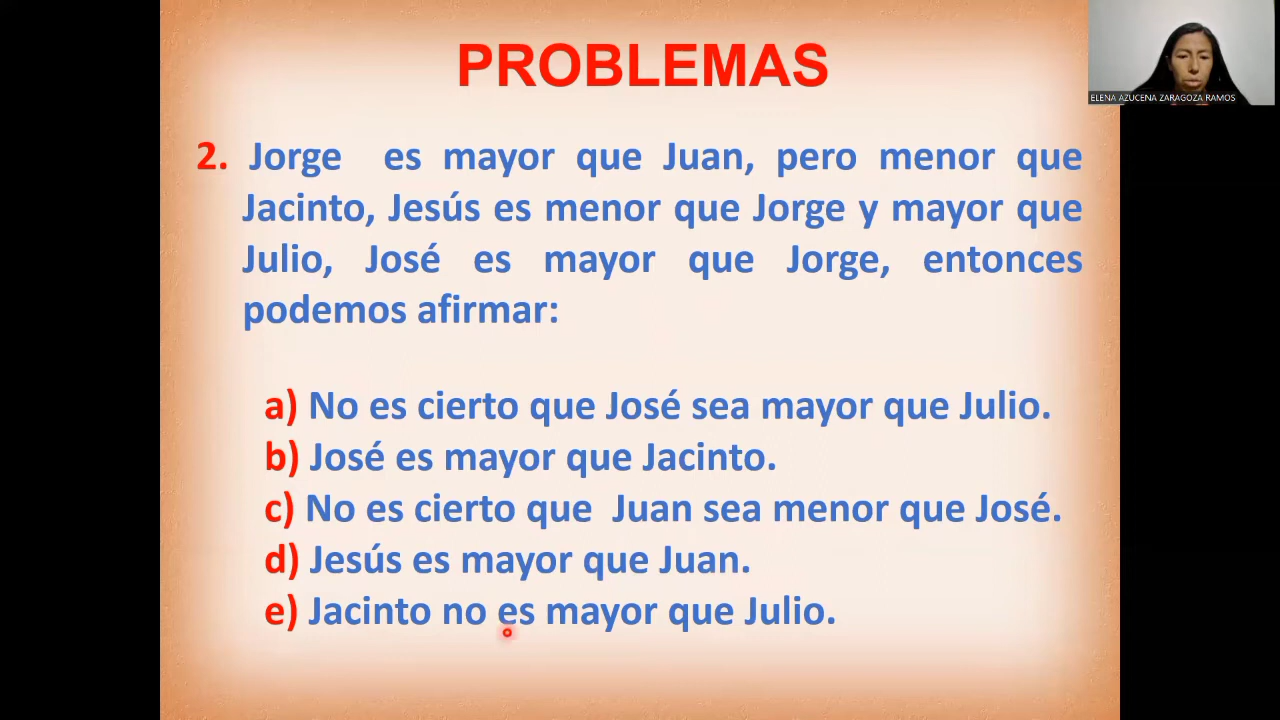 PROBLEMAS
ELENA AZUCENA ZARAGOZA RAMOS
2. Jorge es mayor que Juan, pero menor que
Jacinto, Jesús es menor que Jorge y mayor que
Julio, José es mayor que Jorge, entonces
podemos afirmar:
a) No es cierto que José sea mayor que Julio.
b) José es mayor que Jacinto.
c) No es cierto que Juan sea menor que José.
d) Jesús es mayor que Juan.
e) Jacinto no es mayor que Julio.